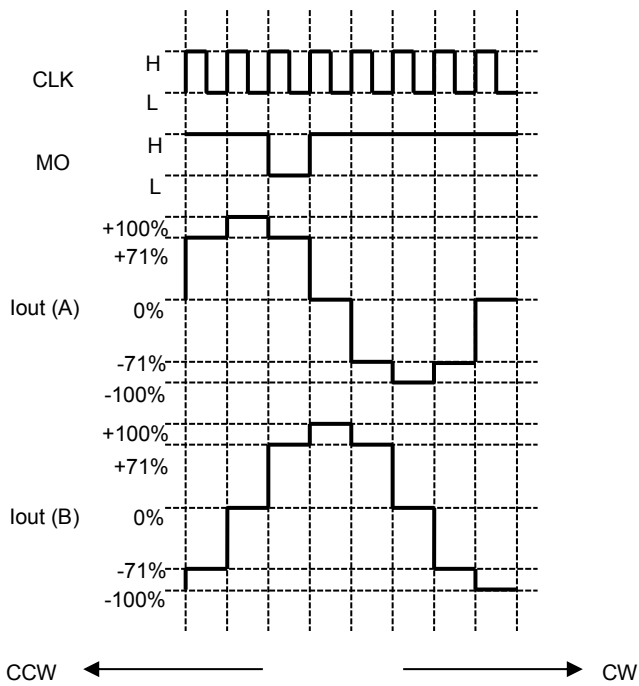 CLK
H
L
MO
H
L
Iout (A)
+100%
+71%
0%
-71%
-100%
Iout (B)
+100%
+71%
0%
-71%
-100%
CCW
CW